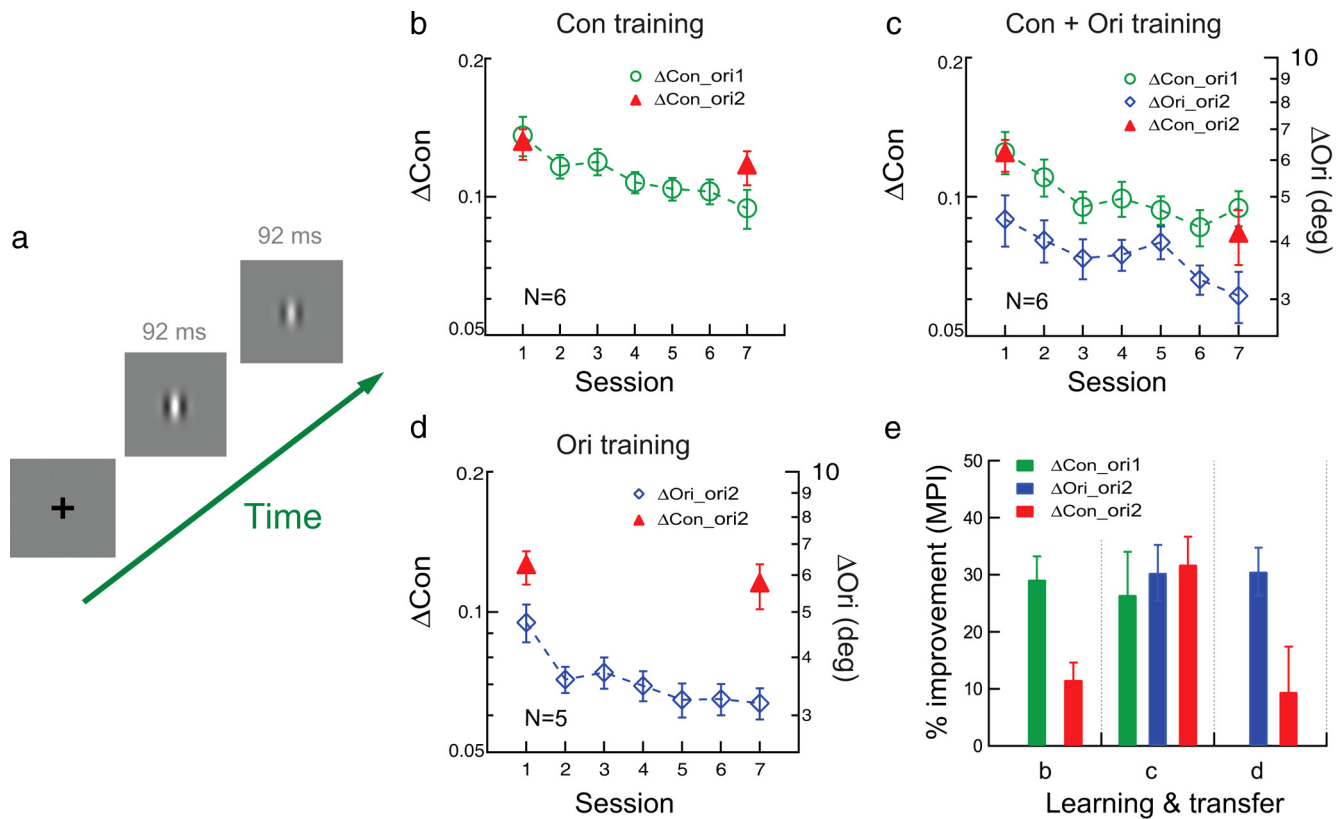 a
92 ms
92 ms
Time
b
Con training
ΔCon_ori1
ΔCon_ori2
ΔCon
0.2
0.1
0.05
N=6
1 2 3 4 5 6 7
Session
c
Con + Ori training
ΔCon_ori1
ΔOri_ori2
ΔCon_ori2
ΔCon
0.2
0.1
0.05
10
9
8
7
6
5
4
3
ΔOri (deg)
N=6
1 2 3 4 5 6 7
Session
d
Ori training
ΔOri_ori2
ΔCon_ori2
ΔCon
0.2
0.1
0.05
10
9
8
7
6
5
4
3
ΔOri (deg)
N=5
1 2 3 4 5 6 7
Session
e
ΔCon_ori1
ΔOri_ori2
ΔCon_ori2
% improvement (MPI)
50
40
30
20
10
0
b c d
Learning & transfer